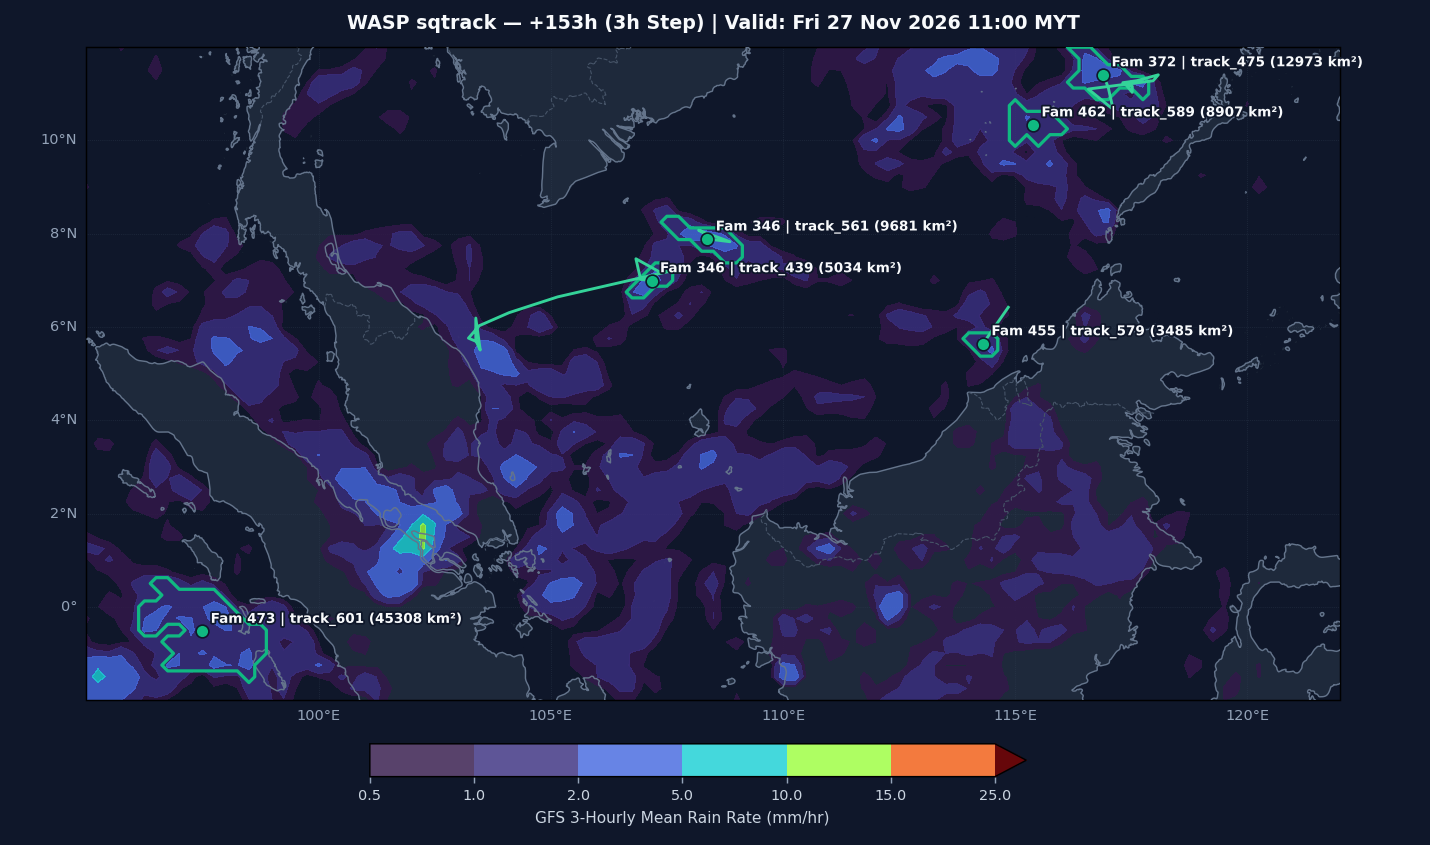 WASP sqtrack — +153h (3h Step) | Valid: Fri 27 Nov 2026 11:00 MYT
Fam 372 | track_475 (12973 km²)
Fam 462 | track_589 (8907 km²)
10°N
Fam 346 | track_561 (9681 km²)
8°N
Fam 346 | track_439 (5034 km²)
6°N
Fam 455 | track_579 (3485 km²)
4°N
2°N
0°
Fam 473 | track_601 (45308 km²)
100°E 105°E 110°E 115°E 120°E
0.5 1.0 2.0 5.0 10.0 15.0 25.0
GFS 3-Hourly Mean Rain Rate (mm/hr)